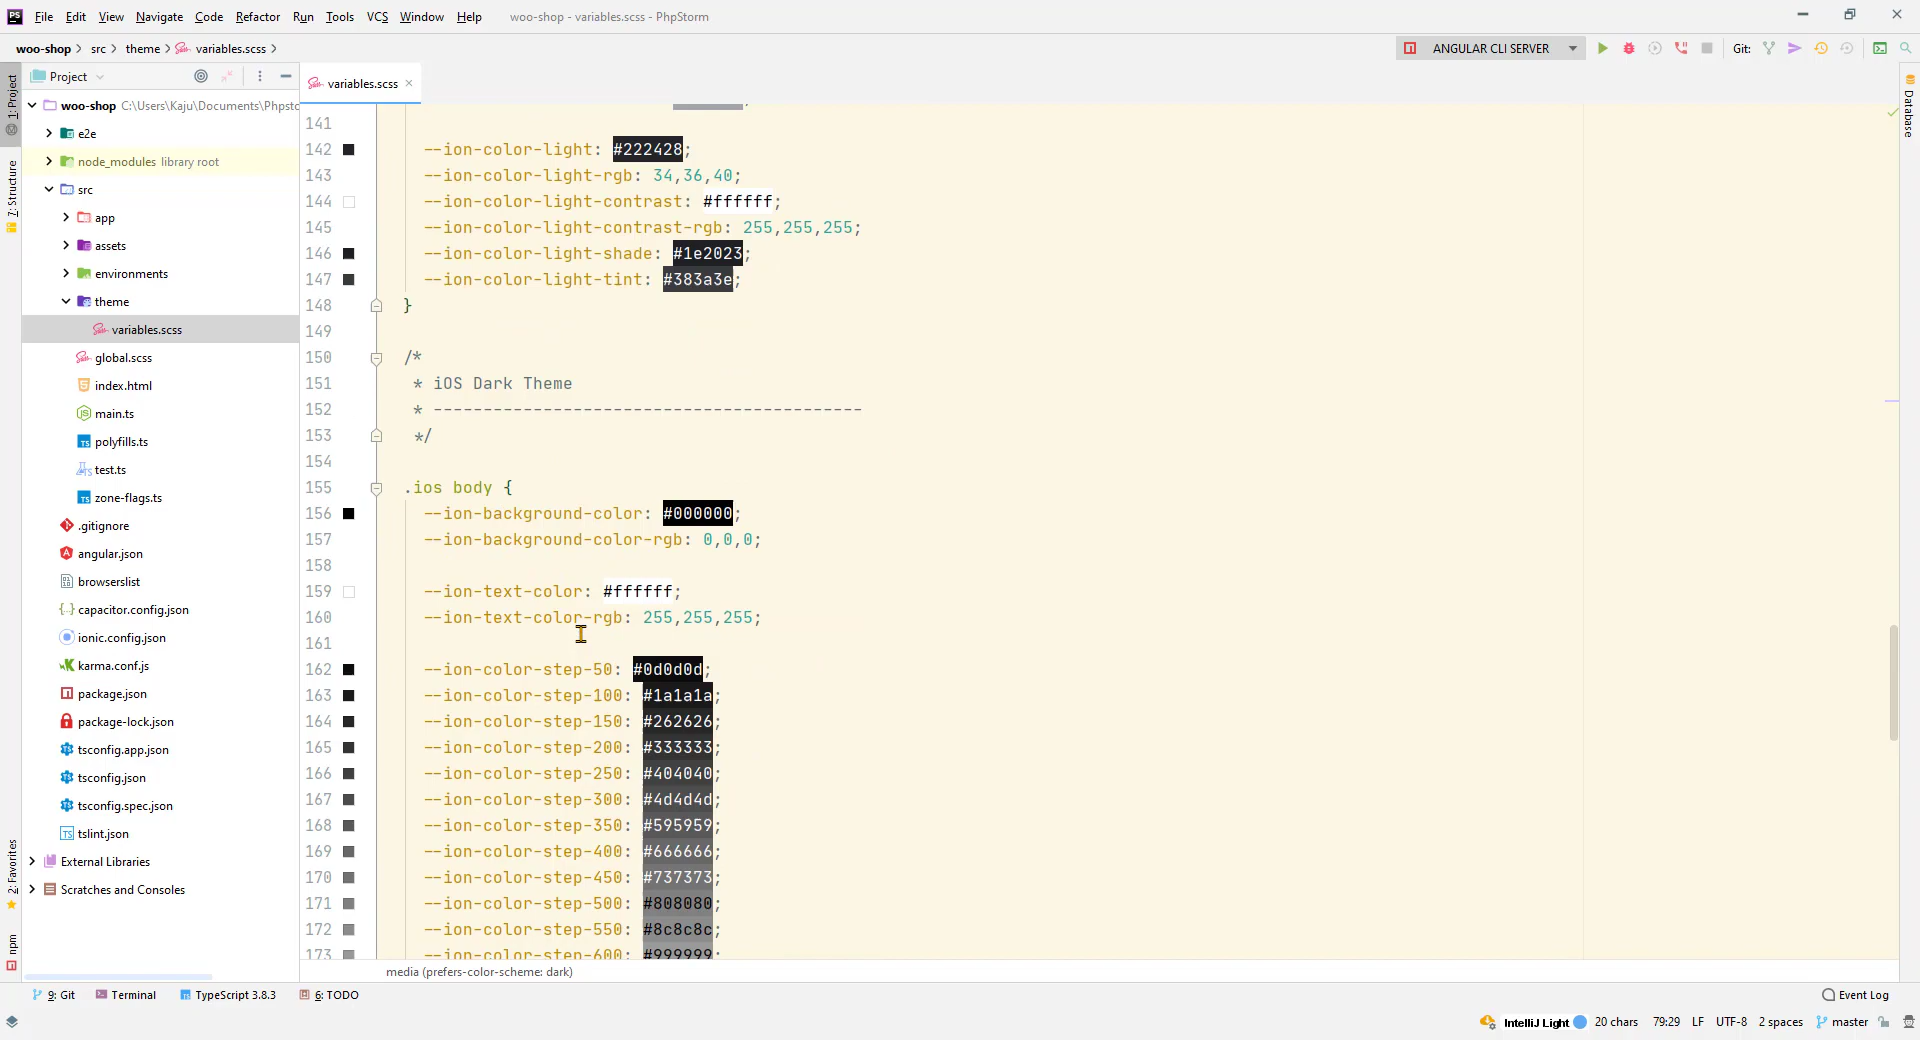 File Edit View Navigate Code Refactor Run Tools VCS Window Help woo-shop - variables.scss - PhpStorm
woo-shop src theme variables.scss ANGULAR CLI SERVER Git:
Project variables.scss
1: Project
7: Structure
2: Favorites
npm
Database
woo-shop C:\Users\Kaju\Documents\Phpsto
e2e
node_modules library root
src
app
assets
environments
theme
variables.scss
global.scss
index.html
main.ts
polyfills.ts
test.ts
zone-flags.ts
.gitignore
angular.json
browserslist
capacitor.config.json
ionic.config.json
karma.conf.js
package.json
package-lock.json
tsconfig.app.json
tsconfig.json
tsconfig.spec.json
tslint.json
External Libraries
Scratches and Consoles
141
142 --ion-color-light: #222428;
143 --ion-color-light-rgb: 34,36,40;
144 --ion-color-light-contrast: #ffffff;
145 --ion-color-light-contrast-rgb: 255,255,255;
146 --ion-color-light-shade: #1e2023;
147 --ion-color-light-tint: #383a3e;
148 }
149
150 /*
151 * iOS Dark Theme
152 * -------------------------------------------
153 */
154
155 .ios body {
156 --ion-background-color: #000000;
157 --ion-background-color-rgb: 0,0,0;
158
159 --ion-text-color: #ffffff;
160 --ion-text-color-rgb: 255,255,255;
161
162 --ion-color-step-50: #0d0d0d;
163 --ion-color-step-100: #1a1a1a;
164 --ion-color-step-150: #262626;
165 --ion-color-step-200: #333333;
166 --ion-color-step-250: #404040;
167 --ion-color-step-300: #4d4d4d;
168 --ion-color-step-350: #595959;
169 --ion-color-step-400: #666666;
170 --ion-color-step-450: #737373;
171 --ion-color-step-500: #808080;
172 --ion-color-step-550: #8c8c8c;
173 --ion-color-step-600: #999999;
media (prefers-color-scheme: dark)
9: Git Terminal TypeScript 3.8.3 6: TODO Event Log
IntelliJ Light 20 chars 79:29 LF UTF-8 2 spaces master